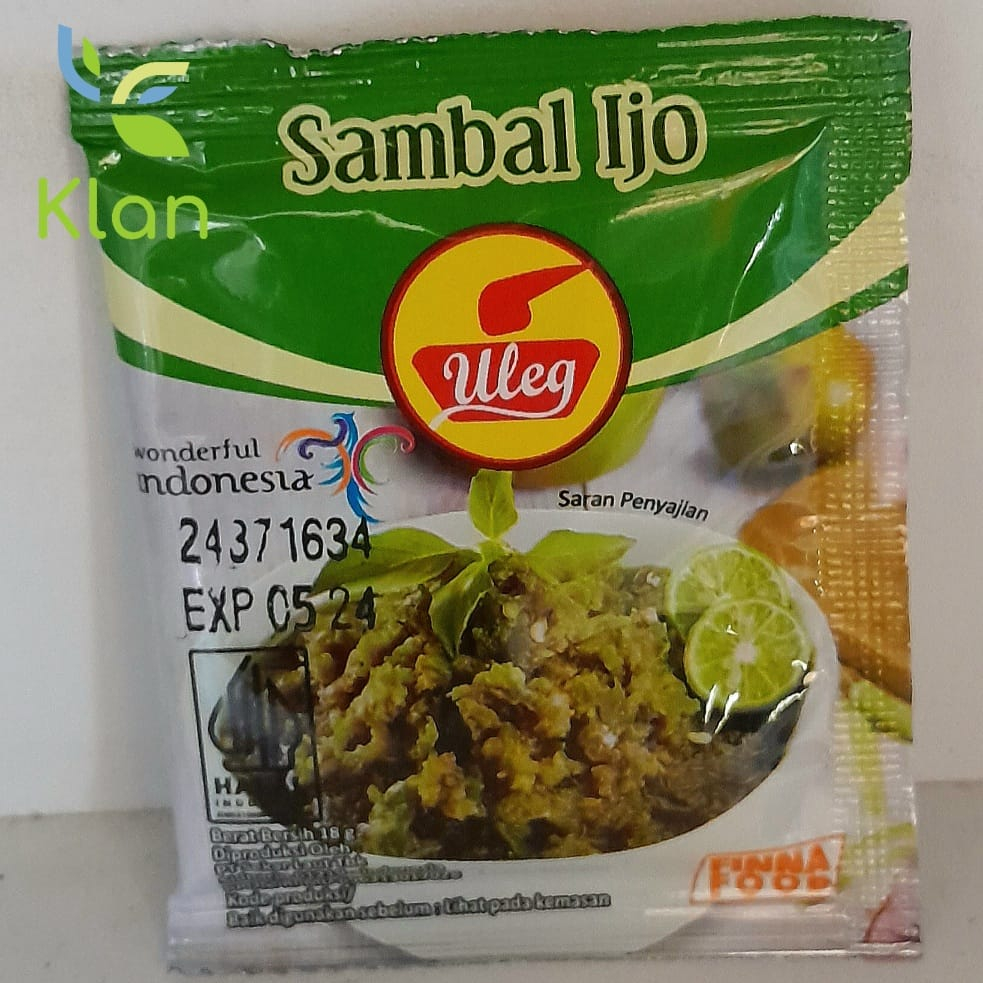 Klan
Sambal Ijo
Uleg
wonderful
indonesia
Saran Penyajian
24371634
EXP 05 24
Berat Bersih 18 g
Diproduksi Oleh
Kode produksi/
Baik digunakan sebelum : Lihat pada kemasan
FINNA
FOOD